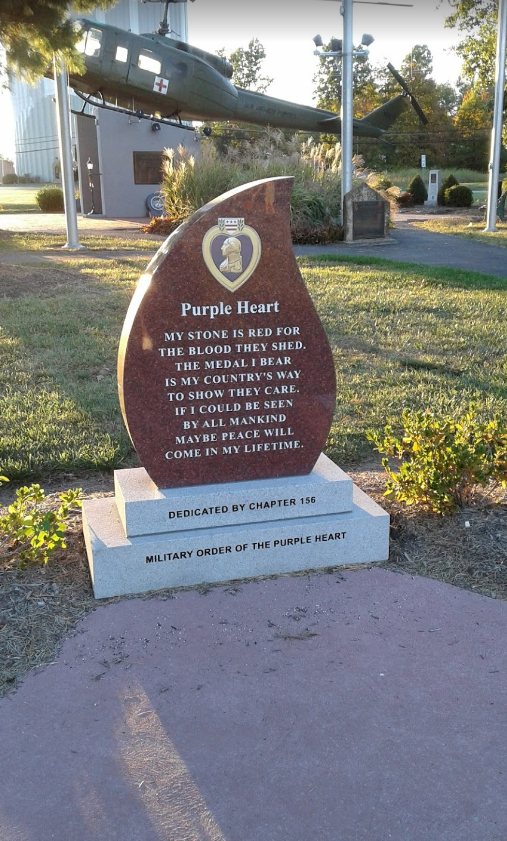 Purple Heart
MY STONE IS RED FOR
THE BLOOD THEY SHED.
THE MEDAL I BEAR
IS MY COUNTRY'S WAY
TO SHOW THEY CARE.
IF I COULD BE SEEN
BY ALL MANKIND
MAYBE PEACE WILL
COME IN MY LIFETIME.
DEDICATED BY CHAPTER 156
MILITARY ORDER OF THE PURPLE HEART